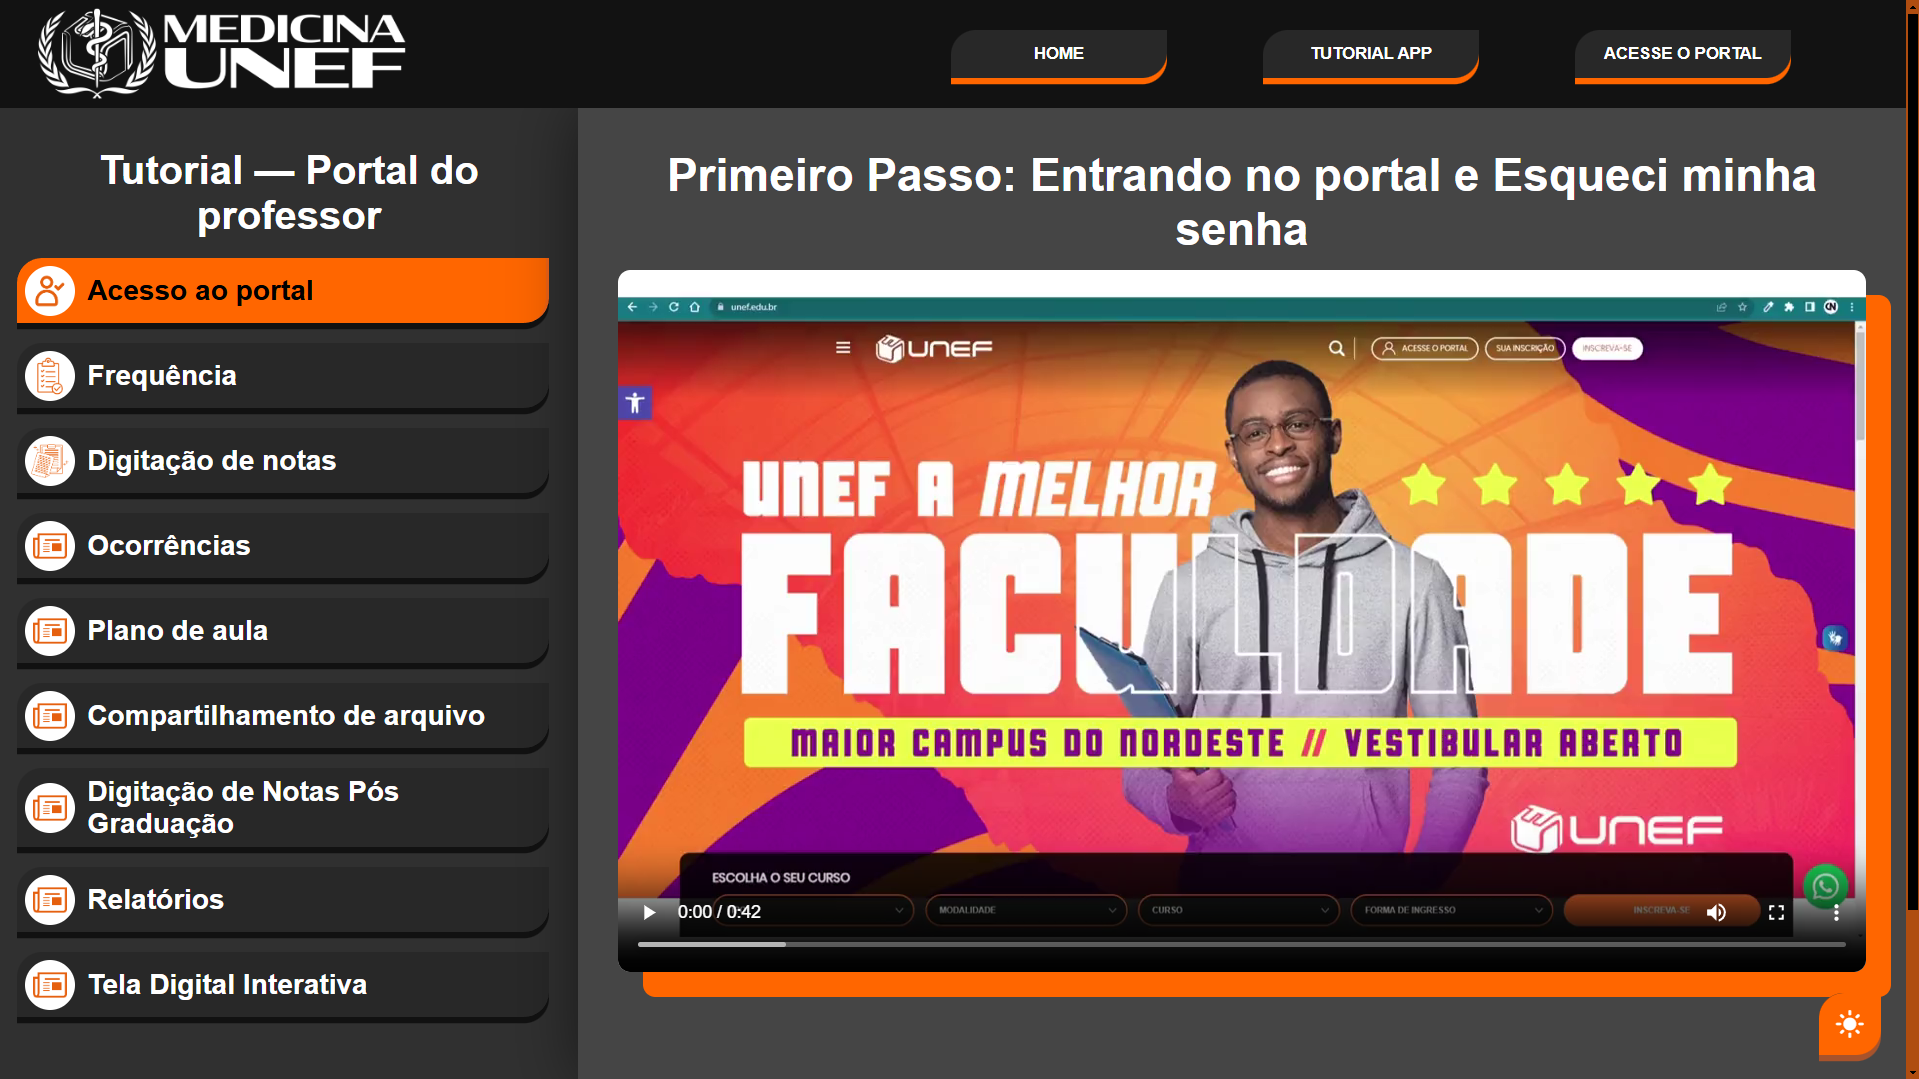 MEDICINA
UNEF
HOME
TUTORIAL APP
ACESSE O PORTAL
Tutorial — Portal do
professor
Acesso ao portal
Frequência
Digitação de notas
Ocorrências
Plano de aula
Compartilhamento de arquivo
Digitação de Notas Pós
Graduação
Relatórios
Tela Digital Interativa
Primeiro Passo: Entrando no portal e Esqueci minha
senha
unef.edu.br
UNEF
ACESSE O PORTAL
SUA INSCRIÇÃO
INSCREVA-SE
UNEF A MELHOR
FACULDADE
MAIOR CAMPUS DO NORDESTE // VESTIBULAR ABERTO
UNEF
ESCOLHA O SEU CURSO
MODALIDADE
CURSO
FORMA DE INGRESSO
INSCREVA-SE
0:00 / 0:42